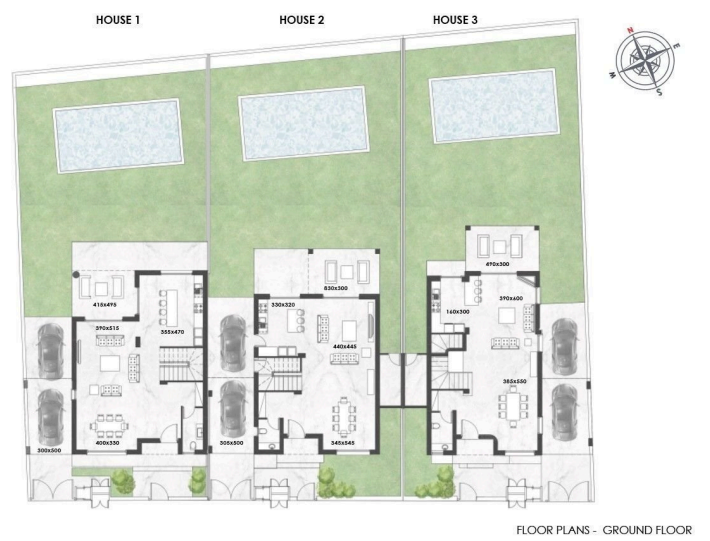 HOUSE 1
HOUSE 2
HOUSE 3
N
E
W
S
490x300
415x495
830x300
390x600
330x320
160x300
390x515
355x470
440x445
385x550
400x330
345x545
300x500
305x500
FLOOR PLANS - GROUND FLOOR